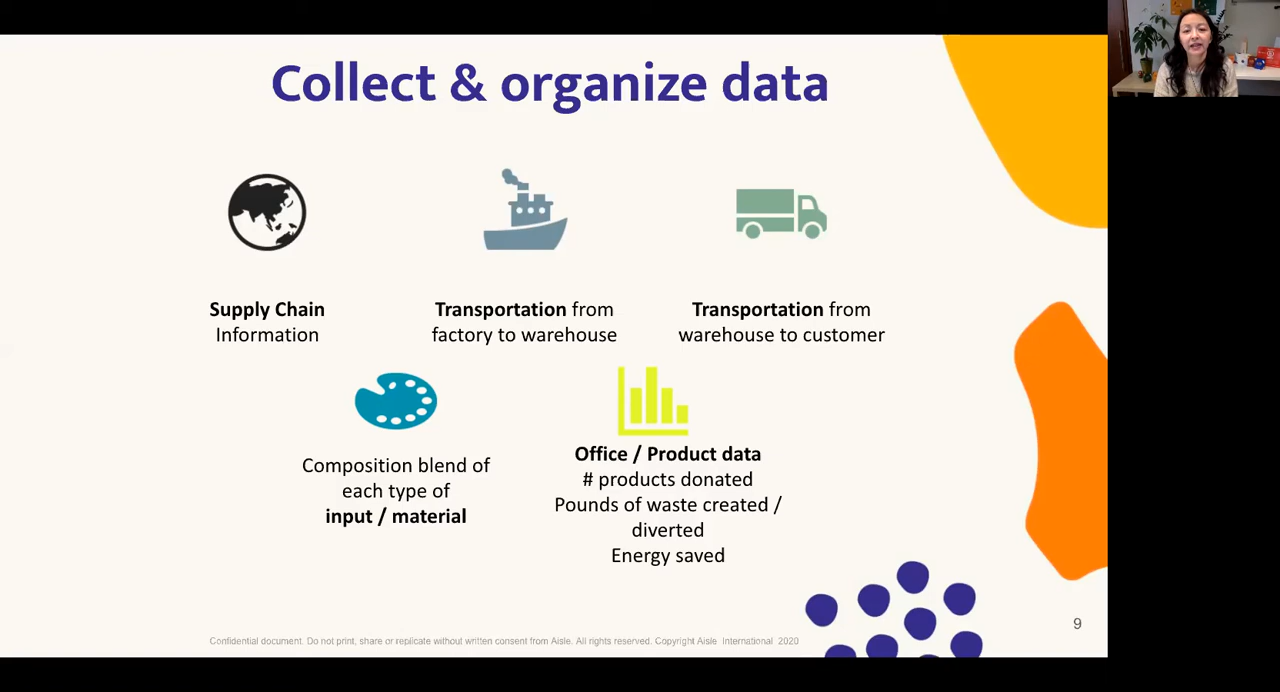 Collect & organize data
Supply Chain
Information
Transportation from
factory to warehouse
Transportation from
warehouse to customer
Composition blend of
each type of
input / material
Office / Product data
# products donated
Pounds of waste created /
diverted
Energy saved
Confidential document. Do not print, share or replicate without written consent from Aisle. All rights reserved. Copyright Aisle International 2020
9